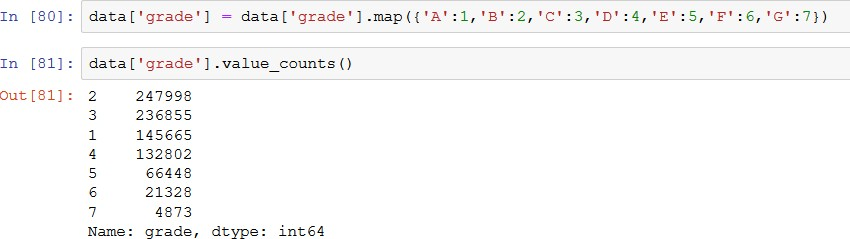 In [80]: data['grade'] = data['grade'].map({'A':1,'B':2,'C':3,'D':4,'E':5,'F':6,'G':7})
In [81]: data['grade'].value_counts()
Out[81]: 2    247998
3    236855
1    145665
4    132802
5     66448
6     21328
7      4873
Name: grade, dtype: int64